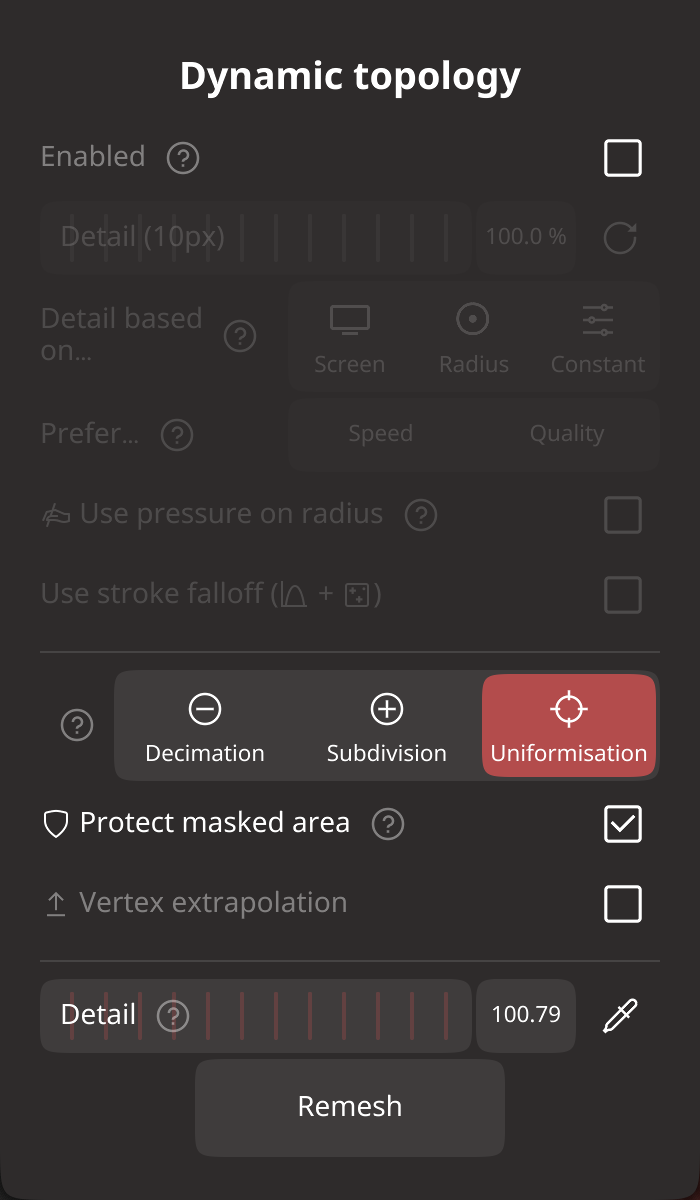 Dynamic topology
Enabled ?
Detail (10px) 100.0 %
Detail based
on... ?
Screen Radius Constant
Prefer... ? Speed Quality
Use pressure on radius ?
Use stroke falloff ( + )
?
Decimation Subdivision Uniformisation
Protect masked area ?
Vertex extrapolation
Detail ? 100.79
Remesh